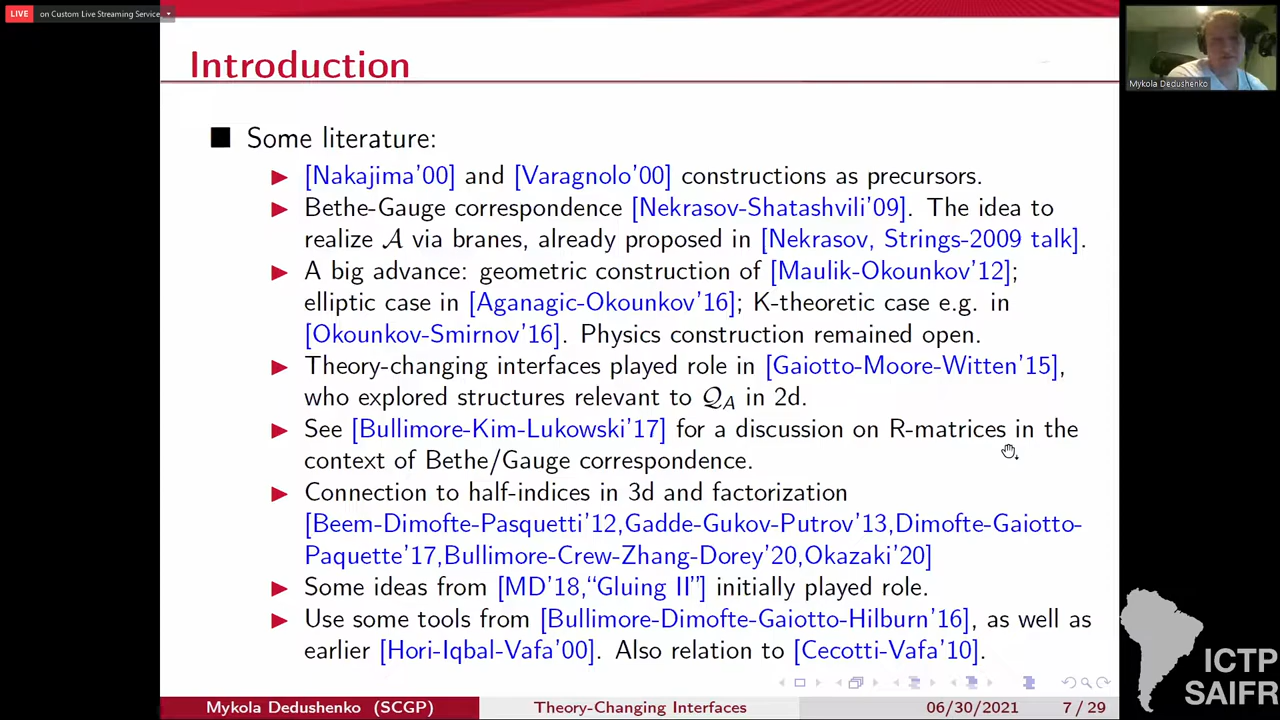 LIVE on Custom Live Streaming Service
Mykola Dedushenko
Introduction
Some literature:
[Nakajima'00] and [Varagnolo'00] constructions as precursors.
Bethe-Gauge correspondence [Nekrasov-Shatashvili'09]. The idea to
realize 𝒜 via branes, already proposed in [Nekrasov, Strings-2009 talk].
A big advance: geometric construction of [Maulik-Okounkov'12];
elliptic case in [Aganagic-Okounkov'16]; K-theoretic case e.g. in
[Okounkov-Smirnov'16]. Physics construction remained open.
Theory-changing interfaces played role in [Gaiotto-Moore-Witten'15],
who explored structures relevant to 𝒬_A in 2d.
See [Bullimore-Kim-Lukowski'17] for a discussion on R-matrices in the
context of Bethe/Gauge correspondence.
Connection to half-indices in 3d and factorization
[Beem-Dimofte-Pasquetti'12,Gadde-Gukov-Putrov'13,Dimofte-Gaiotto-
Paquette'17,Bullimore-Crew-Zhang-Dorey'20,Okazaki'20]
Some ideas from [MD'18,“Gluing II”] initially played role.
Use some tools from [Bullimore-Dimofte-Gaiotto-Hilburn'16], as well as
earlier [Hori-Iqbal-Vafa'00]. Also relation to [Cecotti-Vafa'10].
Mykola Dedushenko (SCGP) Theory-Changing Interfaces 06/30/2021 7 / 29
ICTP
SAIFR